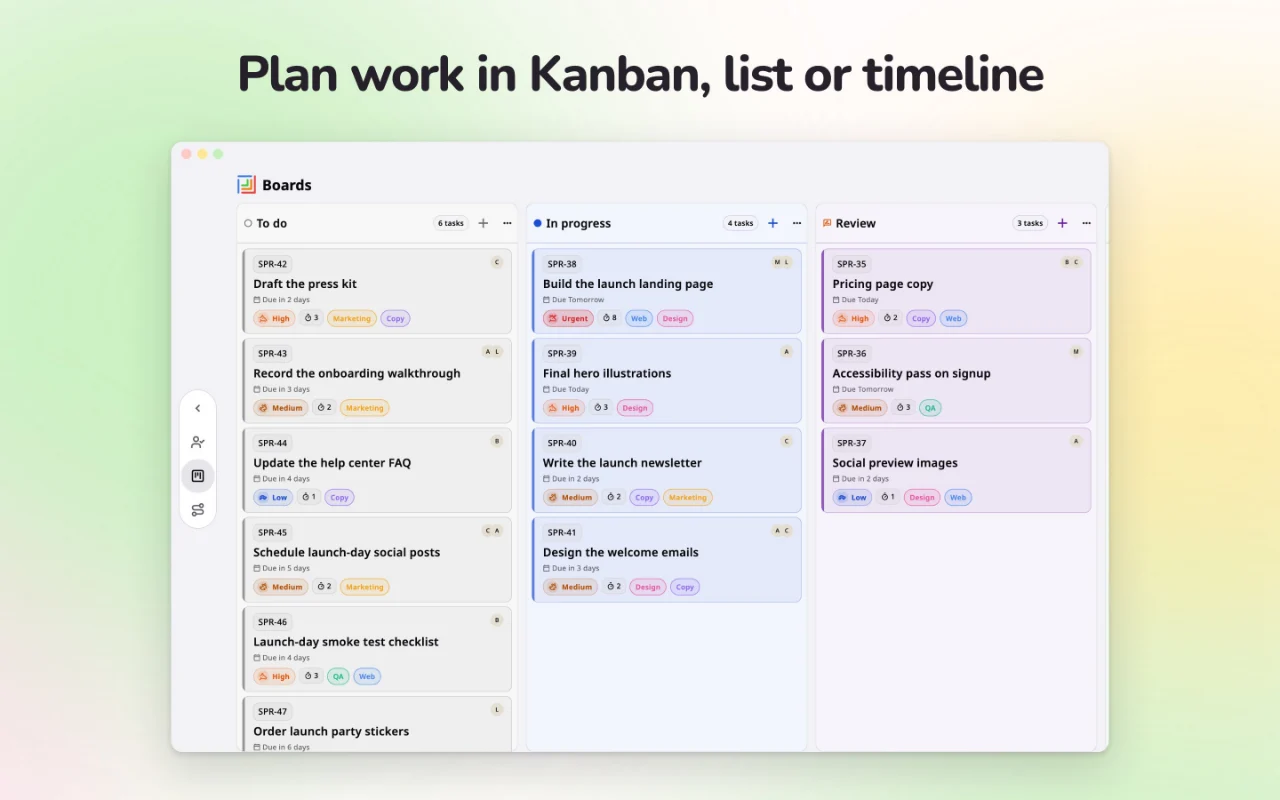 Plan work in Kanban, list or timeline
Boards
To do
6 tasks
SPR-42
C
Draft the press kit
Due in 2 days
High
3
Marketing
Copy
SPR-43
A L
Record the onboarding walkthrough
Due in 3 days
Medium
2
Marketing
SPR-44
B
Update the help center FAQ
Due in 4 days
Low
1
Copy
SPR-45
C A
Schedule launch-day social posts
Due in 5 days
Medium
2
Marketing
SPR-46
B
Launch-day smoke test checklist
Due in 4 days
High
3
QA
Web
SPR-47
L
Order launch party stickers
Due in 6 days
In progress
4 tasks
SPR-38
M L
Build the launch landing page
Due Tomorrow
Urgent
8
Web
Design
SPR-39
A
Final hero illustrations
Due Today
High
3
Design
SPR-40
C
Write the launch newsletter
Due in 2 days
Medium
2
Copy
Marketing
SPR-41
A C
Design the welcome emails
Due in 3 days
Medium
2
Design
Copy
Review
3 tasks
SPR-35
B C
Pricing page copy
Due Today
High
2
Copy
Web
SPR-36
M
Accessibility pass on signup
Due Tomorrow
Medium
3
QA
SPR-37
A
Social preview images
Due in 2 days
Low
1
Design
Web